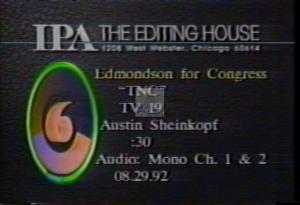 IPA THE EDITING HOUSE
1208 West Webster, Chicago 60614
Edmondson for Congress
"TNC"
TV 19
Austin Sheinkopf
:30
6
Audio: Mono Ch. 1 & 2
08.29.92